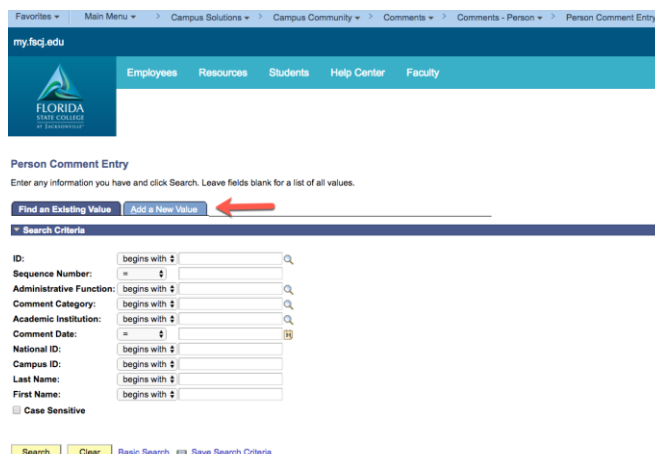 Favorites Main Menu > Campus Solutions > Campus Community > Comments > Comments - Person > Person Comment Entry
my.fscj.edu
Employees Resources Students Help Center Faculty
FLORIDA
STATE COLLEGE
AT JACKSONVILLE
Person Comment Entry
Enter any information you have and click Search. Leave fields blank for a list of all values.
Find an Existing Value Add a New Value
Search Criteria
ID: begins with
Sequence Number: =
Administrative Function: begins with
Comment Category: begins with
Academic Institution: begins with
Comment Date: =
National ID: begins with
Campus ID: begins with
Last Name: begins with
First Name: begins with
Case Sensitive
Search Clear Basic Search Save Search Criteria